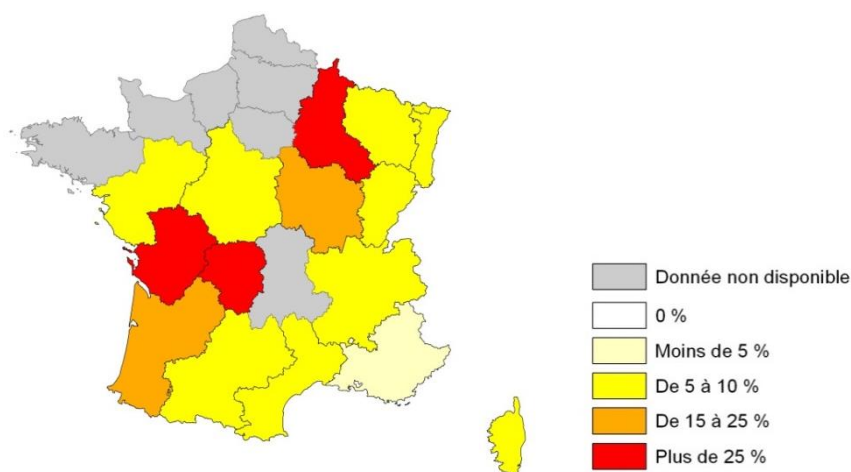 Donnée non disponible
0 %
Moins de 5 %
De 5 à 10 %
De 15 à 25 %
Plus de 25 %